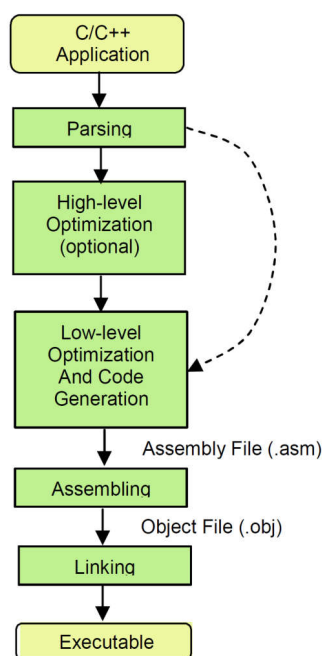 C/C++
Application
Parsing
High-level
Optimization
(optional)
Low-level
Optimization
And Code
Generation
Assembly File (.asm)
Assembling
Object File (.obj)
Linking
Executable